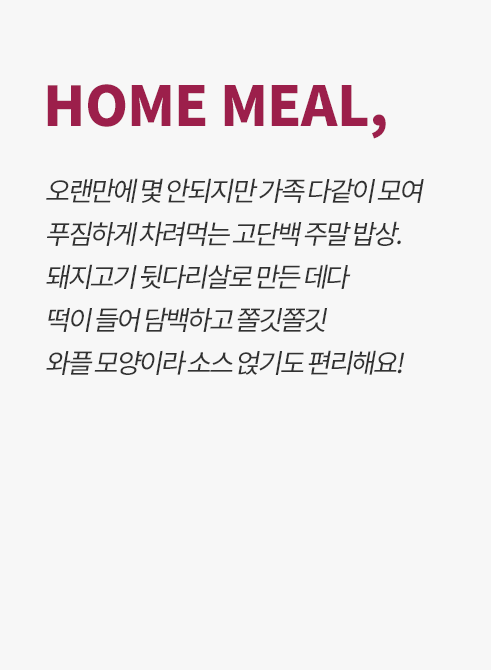 HOME MEAL,
오랜만에 몇 안되지만 가족 다같이 모여
푸짐하게 차려먹는 고단백 주말 밥상.
돼지고기 뒷다리살로 만든 데다
떡이 들어 담백하고 쫄깃쫄깃
와플 모양이라 소스 얹기도 편리해요!